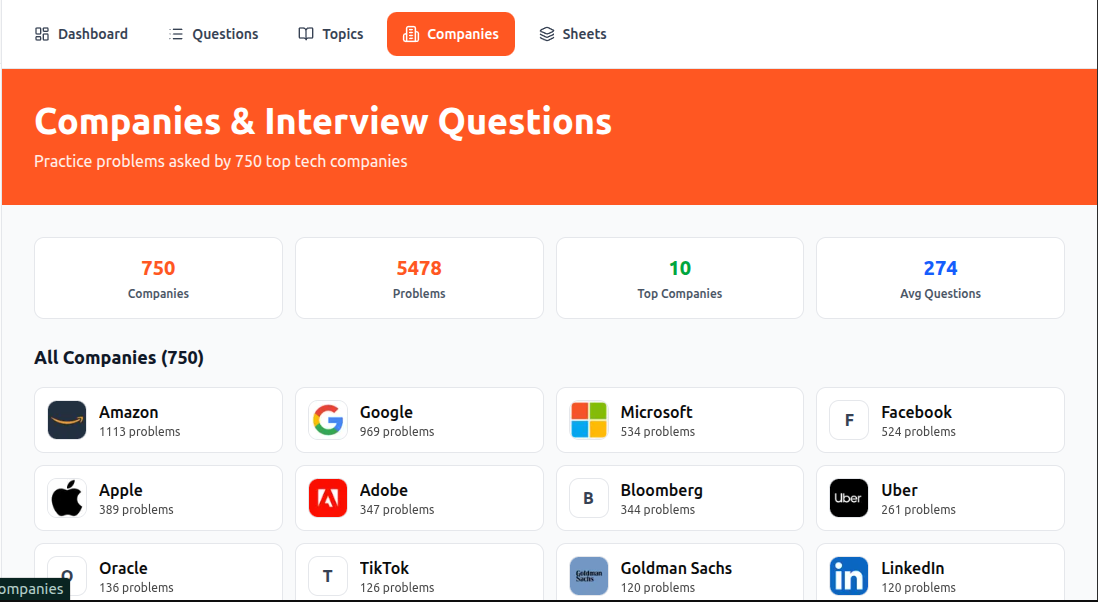 Dashboard Questions Topics Companies Sheets
Companies & Interview Questions
Practice problems asked by 750 top tech companies
750 5478 10 274
Companies Problems Top Companies Avg Questions
All Companies (750)
Amazon Google Microsoft F Facebook
1113 problems 969 problems 534 problems 524 problems
Apple Adobe B Bloomberg Uber Uber
389 problems 347 problems 344 problems 261 problems
Oracle T TikTok Goldman Sachs Goldman Sachs in LinkedIn
136 problems 126 problems 120 problems 120 problems
ompanies